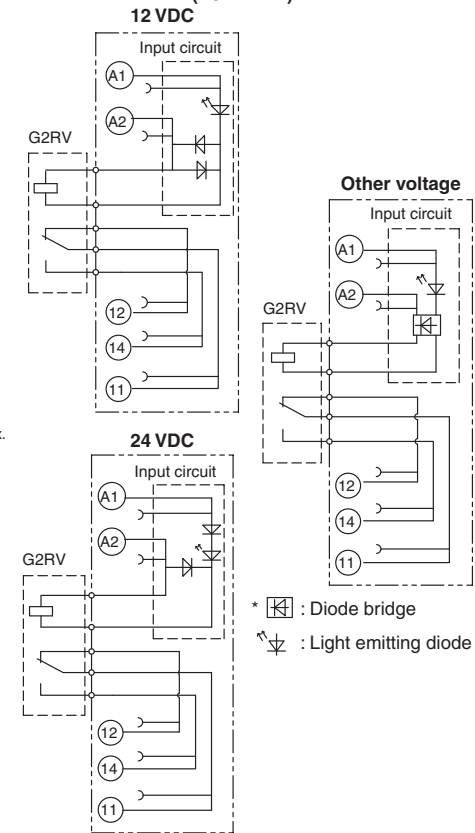 12 VDC
Input circuit
A1
A2
G2RV
12
14
11
Other voltage
Input circuit
A1
A2
G2RV
12
14
11
24 VDC
Input circuit
A1
A2
G2RV
12
14
11
* : Diode bridge
: Light emitting diode